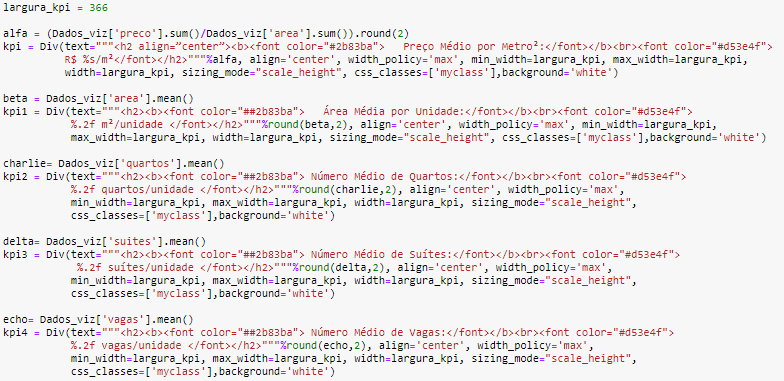 largura_kpi = 366
alfa = (Dados_viz['preco'].sum()/Dados_viz['area'].sum()).round(2)
kpi = Div(text="""<h2 align=”center”><b><font color="#2b83ba">   Preço Médio por Metro²:</font></b><br><font color="#d53e4f">
R$ %s/m²</font></h2>"""%alfa, align='center', width_policy='max', min_width=largura_kpi, max_width=largura_kpi,
width=largura_kpi, sizing_mode="scale_height", css_classes=['myclass'],background='white')
beta = Dados_viz['area'].mean()
kpi1 = Div(text="""<h2><b><font color="##2b83ba">   Área Média por Unidade:</font></b><br><font color="#d53e4f">
%.2f m²/unidade </font></h2>"""%round(beta,2), align='center', width_policy='max', min_width=largura_kpi,
max_width=largura_kpi, width=largura_kpi, sizing_mode="scale_height", css_classes=['myclass'],background='white')
charlie= Dados_viz['quartos'].mean()
kpi2 = Div(text="""<h2><b><font color="##2b83ba"> Número Médio de Quartos:</font></b><br><font color="#d53e4f">
%.2f quartos/unidade </font></h2>"""%round(charlie,2), align='center', width_policy='max',
min_width=largura_kpi, max_width=largura_kpi, width=largura_kpi, sizing_mode="scale_height",
css_classes=['myclass'],background='white')
delta= Dados_viz['suites'].mean()
kpi3 = Div(text="""<h2><b><font color="##2b83ba"> Número Médio de Suítes:</font></b><br><font color="#d53e4f">
%.2f suítes/unidade </font></h2>"""%round(delta,2), align='center', width_policy='max',
min_width=largura_kpi, max_width=largura_kpi, width=largura_kpi, sizing_mode="scale_height",
css_classes=['myclass'],background='white')
echo= Dados_viz['vagas'].mean()
kpi4 = Div(text="""<h2><b><font color="##2b83ba"> Número Médio de Vagas:</font></b><br><font color="#d53e4f">
%.2f vagas/unidade </font></h2>"""%round(echo,2), align='center', width_policy='max',
min_width=largura_kpi, max_width=largura_kpi, width=largura_kpi, sizing_mode="scale_height",
css_classes=['myclass'],background='white')